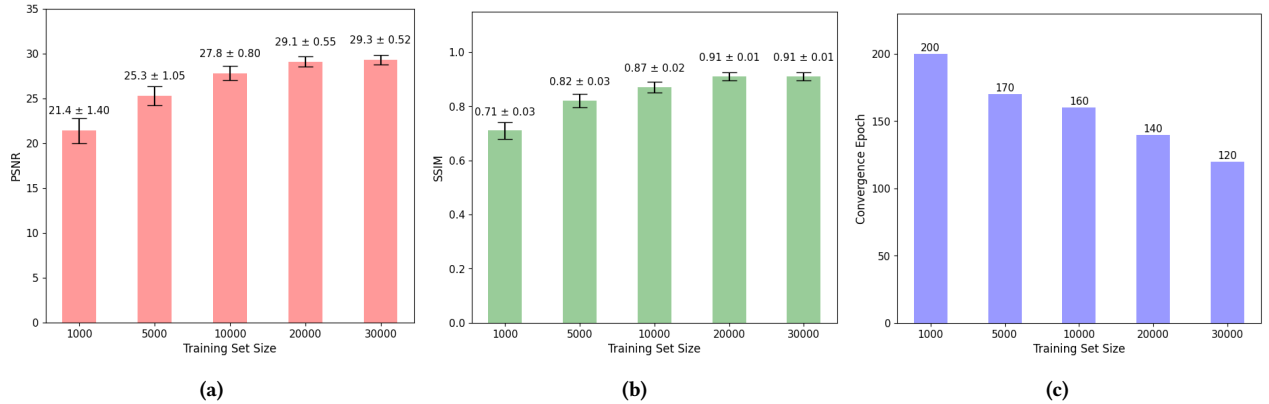 35
30
25
20
15
10
5
0
PSNR
21.4 ± 1.40
25.3 ± 1.05
27.8 ± 0.80
29.1 ± 0.55
29.3 ± 0.52
1000 5000 10000 20000 30000
Training Set Size
(a)
1.0
0.8
0.6
0.4
0.2
0.0
SSIM
0.71 ± 0.03
0.82 ± 0.03
0.87 ± 0.02
0.91 ± 0.01
0.91 ± 0.01
1000 5000 10000 20000 30000
Training Set Size
(b)
200
150
100
50
0
Convergence Epoch
200
170
160
140
120
1000 5000 10000 20000 30000
Training Set Size
(c)